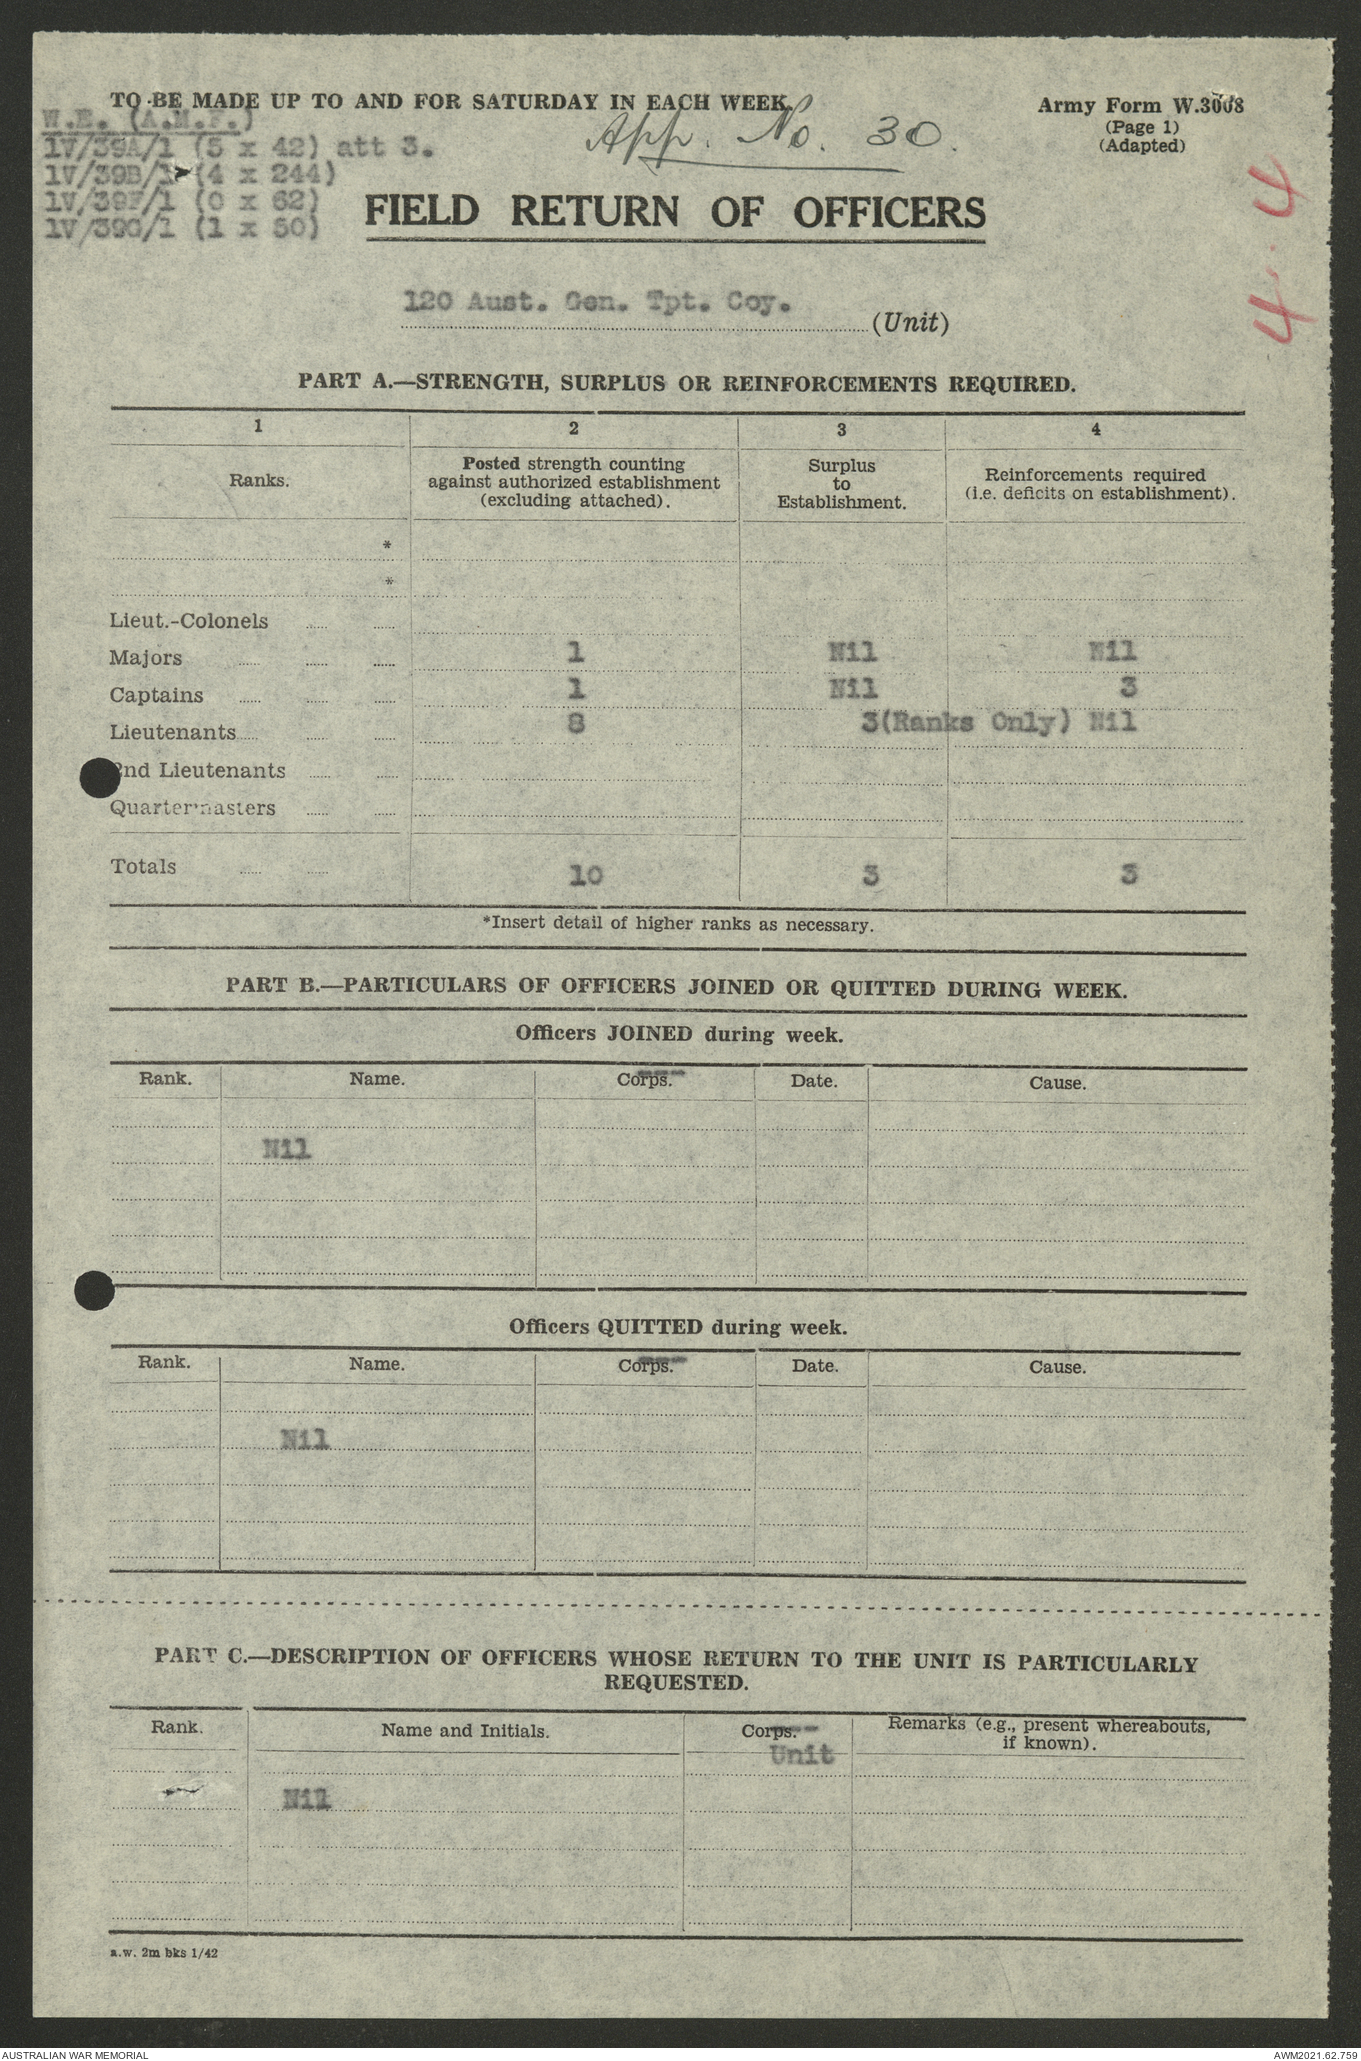 TO BE MADE UP TO AND FOR SATURDAY IN EACH WEEK.
Army Form W.3008
(Page 1)
(Adapted)
W.E. (A.M.F.)
1V/39A/1 (5 x 42) att 3.
1V/39B/1 (4 x 244)
1V/39F/1 (0 x 62)
1V/39G/1 (1 x 50)
App. No. 30.
4.4
FIELD RETURN OF OFFICERS
120 Aust. Gen. Tpt. Coy.
(Unit)
PART A.—STRENGTH, SURPLUS OR REINFORCEMENTS REQUIRED.
1 2 3 4
Ranks.
Posted strength counting against authorized establishment (excluding attached).
Surplus to Establishment.
Reinforcements required (i.e. deficits on establishment).
*
*
Lieut.-Colonels
Majors 1 Nil Nil
Captains 1 Nil 3
Lieutenants 8 3(Ranks Only) Nil
2nd Lieutenants
Quartermasters
Totals 10 3 3
*Insert detail of higher ranks as necessary.
PART B.—PARTICULARS OF OFFICERS JOINED OR QUITTED DURING WEEK.
Officers JOINED during week.
Rank. Name. Corps. Date. Cause.
Nil
Officers QUITTED during week.
Rank. Name. Corps. Date. Cause.
Nil
PART C.—DESCRIPTION OF OFFICERS WHOSE RETURN TO THE UNIT IS PARTICULARLY
REQUESTED.
Rank. Name and Initials. Corps. Remarks (e.g., present whereabouts,
if known).
Unit
Nil
a.w. 2m bks 1/42
AUSTRALIAN WAR MEMORIAL
AWM2021.62.759